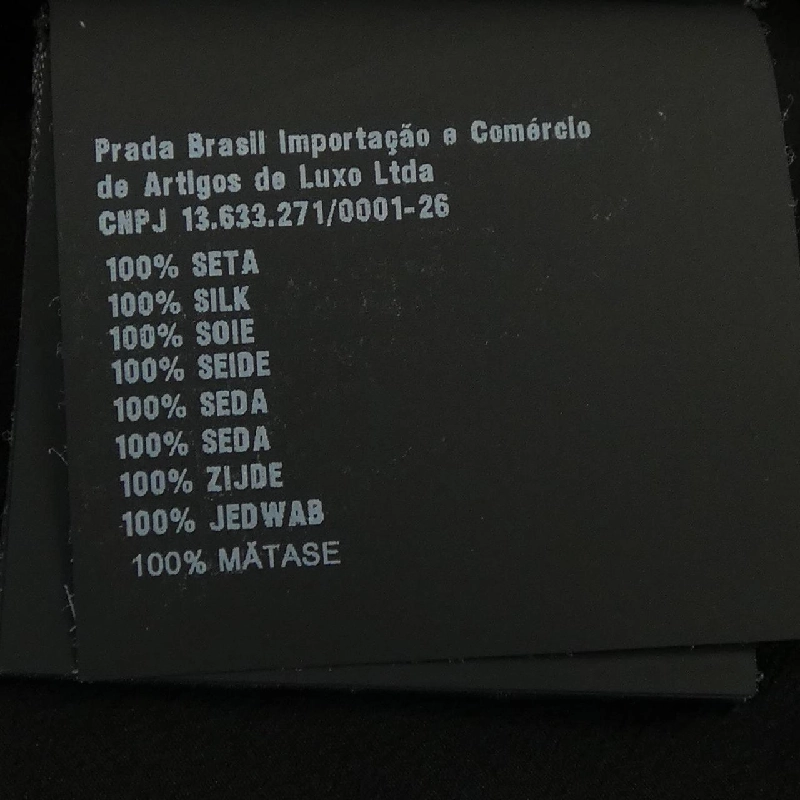 Prada Brasil Importação e Comércio
de Artigos de Luxo Ltda
CNPJ 13.633.271/0001-26
100% SETA
100% SILK
100% SOIE
100% SEIDE
100% SEDA
100% SEDA
100% ZIJDE
100% JEDWAB
100% MĂTASE